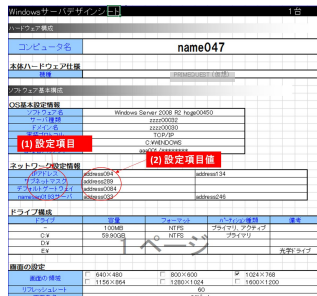 Windowsサーバデザインシート 1台
ハードウェア構成
コンピュータ名 name047
本体ハードウェア仕様
機種 PRIMEQUEST（仮想）
ソフトウェア基本構成
OS基本設定情報
ソフトウェア名 Windows Server 2008 R2 hoge00450
サーバ種類 zzzz00032
ドメイン名 zzzz00030
TCP/IP
C:¥WINDOWS
(1) 設定項目
(2) 設定項目値
ネットワーク設定情報
IPアドレス address094 address134
サブネットマスク address289
デフォルトゲートウェイ address0084
address033 address246
ドライブ構成
ドライブ 容量 フォーマット パーティション種類 備考
- 100MB NTFS プライマリ, アクティブ
C:¥ 59.90GB NTFS プライマリ
D:¥
E:¥ 光学ドライブ
1 ページ
画面の設定
画面の領域 640×480 800×600 1024×768
1156×864 1280×1024 1600×1200
リフレッシュレート 60